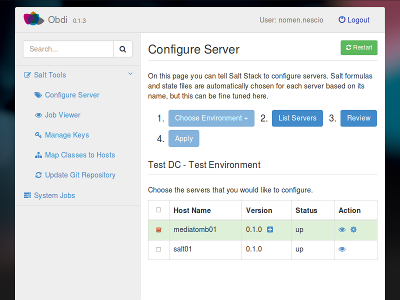 Obdi 0.1.3
User: nomen.nescio
Logout
Search...
Salt Tools
Configure Server
Job Viewer
Manage Keys
Map Classes to Hosts
Update Git Repository
System Jobs
Configure Server
Restart
On this page you can tell Salt Stack to configure servers. Salt formulas
and state files are automatically chosen for each server based on its
name, but this can be fine tuned here.
1. Choose Environment 2. List Servers 3. Review
4. Apply
Test DC - Test Environment
Choose the servers that you would like to configure.
Host Name Version Status Action
mediatomb01 0.1.0 up
salt01 0.1.0 up